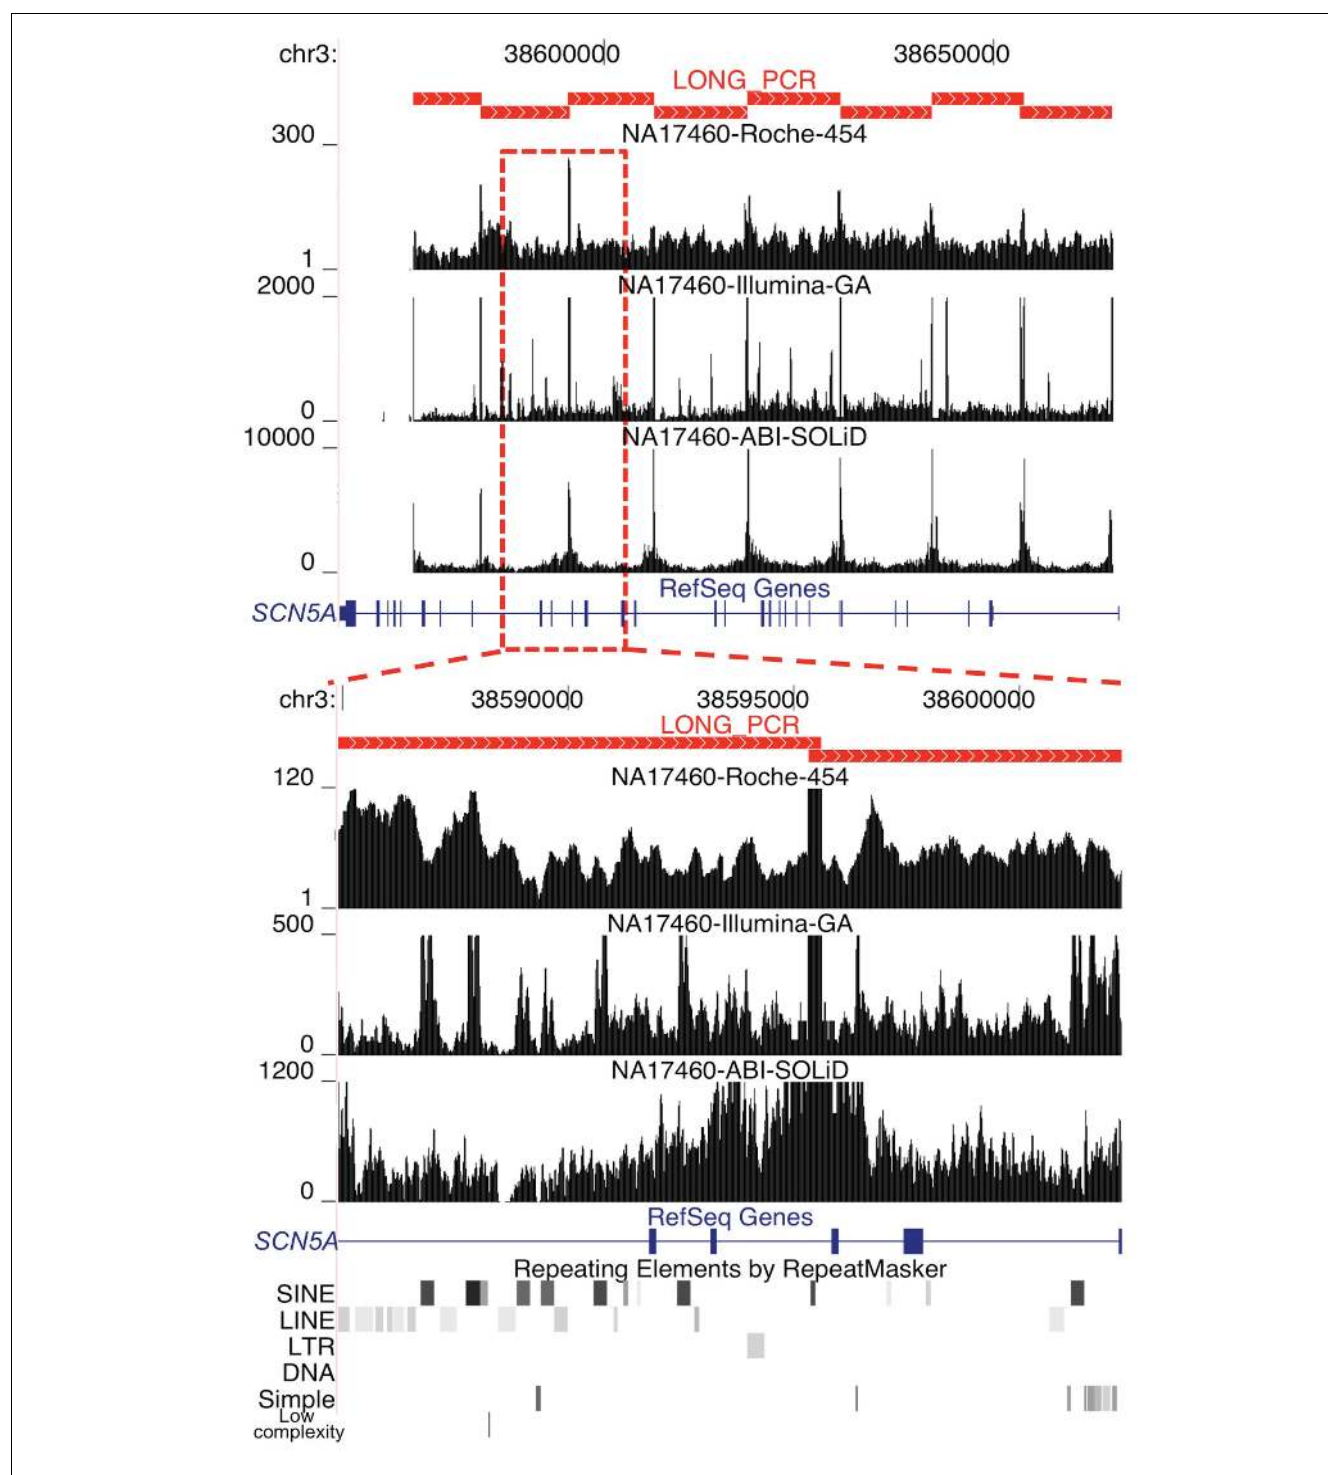 chr3: 38600000 38650000
LONG_PCR
300 NA17460-Roche-454
1
2000 NA17460-Illumina-GA
0
10000 NA17460-ABI-SOLiD
0
RefSeq Genes
SCN5A
chr3: 38590000 38595000 38600000
LONG_PCR
120 NA17460-Roche-454
1
500 NA17460-Illumina-GA
0
1200 NA17460-ABI-SOLiD
0
RefSeq Genes
SCN5A
Repeating Elements by RepeatMasker
SINE
LINE
LTR
DNA
Simple
Low
complexity